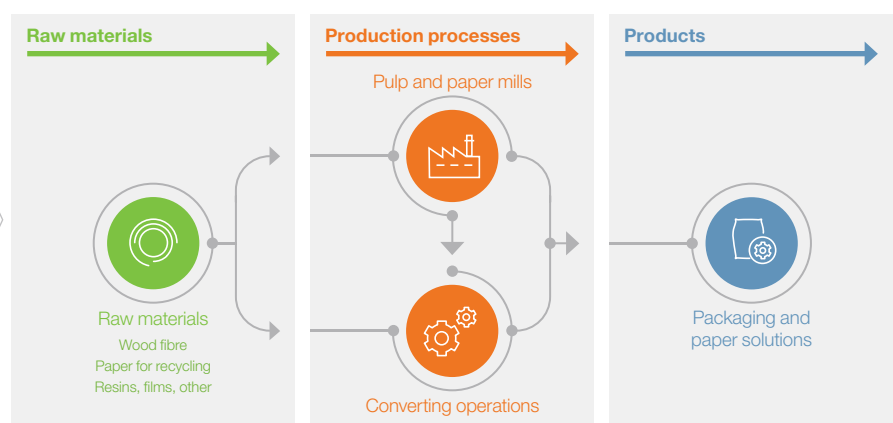 Raw materials
Production processes
Products
Pulp and paper mills
Raw materials
Wood fibre
Paper for recycling
Resins, films, other
Converting operations
Packaging and
paper solutions